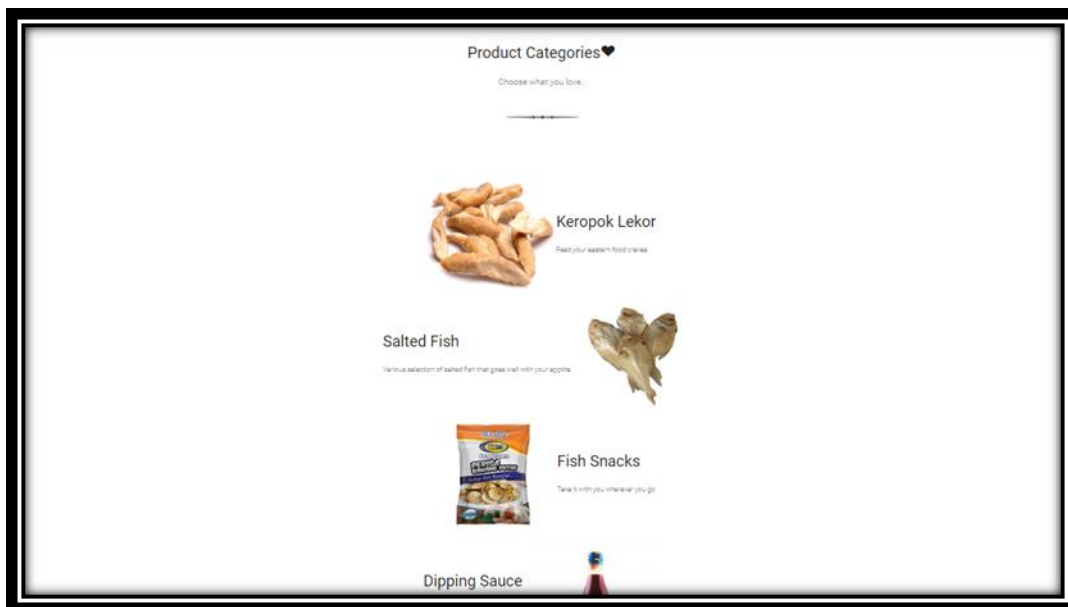 Product Categories♥
Choose what you love..
Keropok Lekor
Feed your eastern food craves
Salted Fish
Various selection of salted fish that goes well with your apptite
Fish Snacks
Take it with you wherever you go
Dipping Sauce